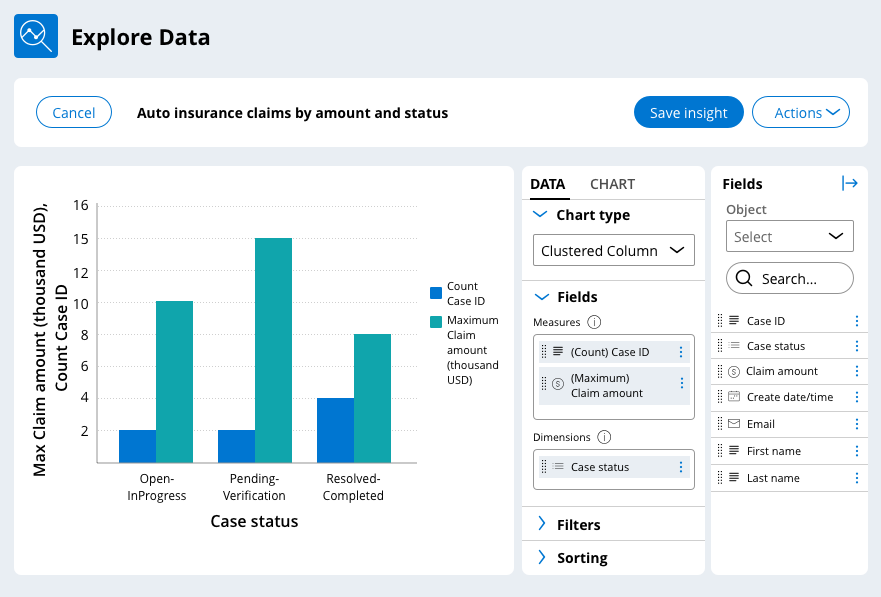 Explore Data
Cancel
Auto insurance claims by amount and status
Save insight
Actions
Max Claim amount (thousand USD),
Count Case ID
16
15
12
10
8
6
4
2
Open-
InProgress
Pending-
Verification
Resolved-
Completed
Case status
Count
Case ID
Maximum
Claim
amount
(thousand
USD)
DATA
CHART
Chart type
Clustered Column
Fields
Measures
(Count) Case ID
(Maximum)
Claim amount
Dimensions
Case status
Filters
Sorting
Fields
Object
Select
Search...
Case ID
Case status
Claim amount
Create date/time
Email
First name
Last name